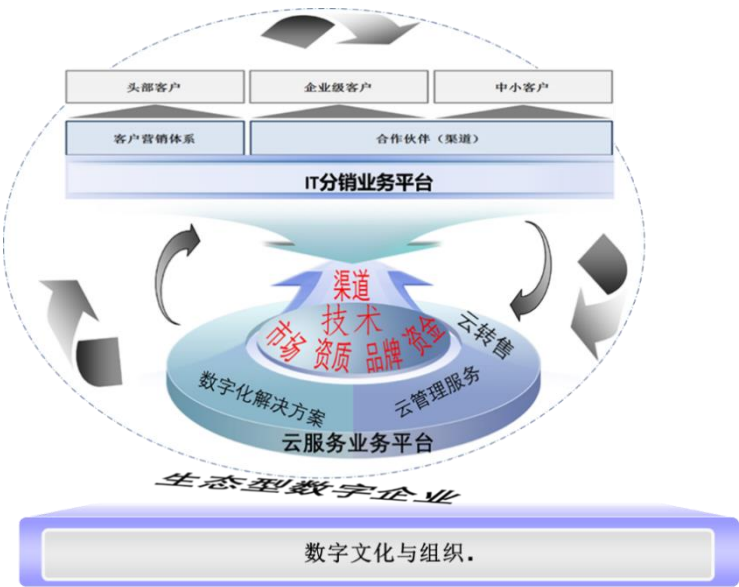 头部客户
企业级客户
中小客户
客户营销体系
合作伙伴（渠道）
IT分销业务平台
渠道
技术
市场 资质 品牌 资金
云转售
数字化解决方案
云管理服务
云服务业务平台
生态型数字企业
数字文化与组织.